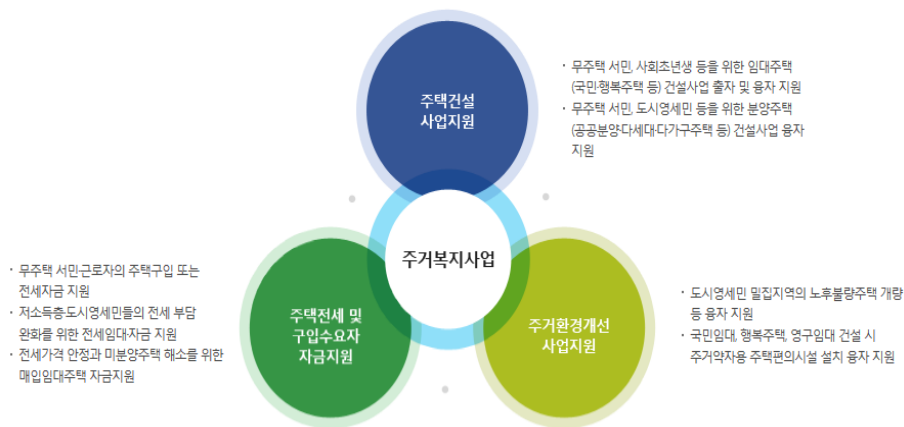 주택건설
사업지원
· 무주택 서민, 사회초년생 등을 위한 임대주택
(국민·행복주택 등) 건설사업 출자 및 융자 지원
· 무주택 서민, 도시영세민 등을 위한 분양주택
(공공분양·다세대·다가구주택 등) 건설사업 융자
지원
주거복지사업
· 무주택 서민·근로자의 주택구입 또는
전세자금 지원
· 저소득층·도시영세민들의 전세 부담
완화를 위한 전세임대자금 지원
· 전세가격 안정과 미분양주택 해소를 위한
매입임대주택 자금지원
주택전세 및
구입수요자
자금지원
주거환경개선
사업지원
· 도시영세민 밀집지역의 노후불량주택 개량
등 융자 지원
· 국민임대, 행복주택, 영구임대 건설 시
주거약자용 주택편의시설 설치 융자 지원